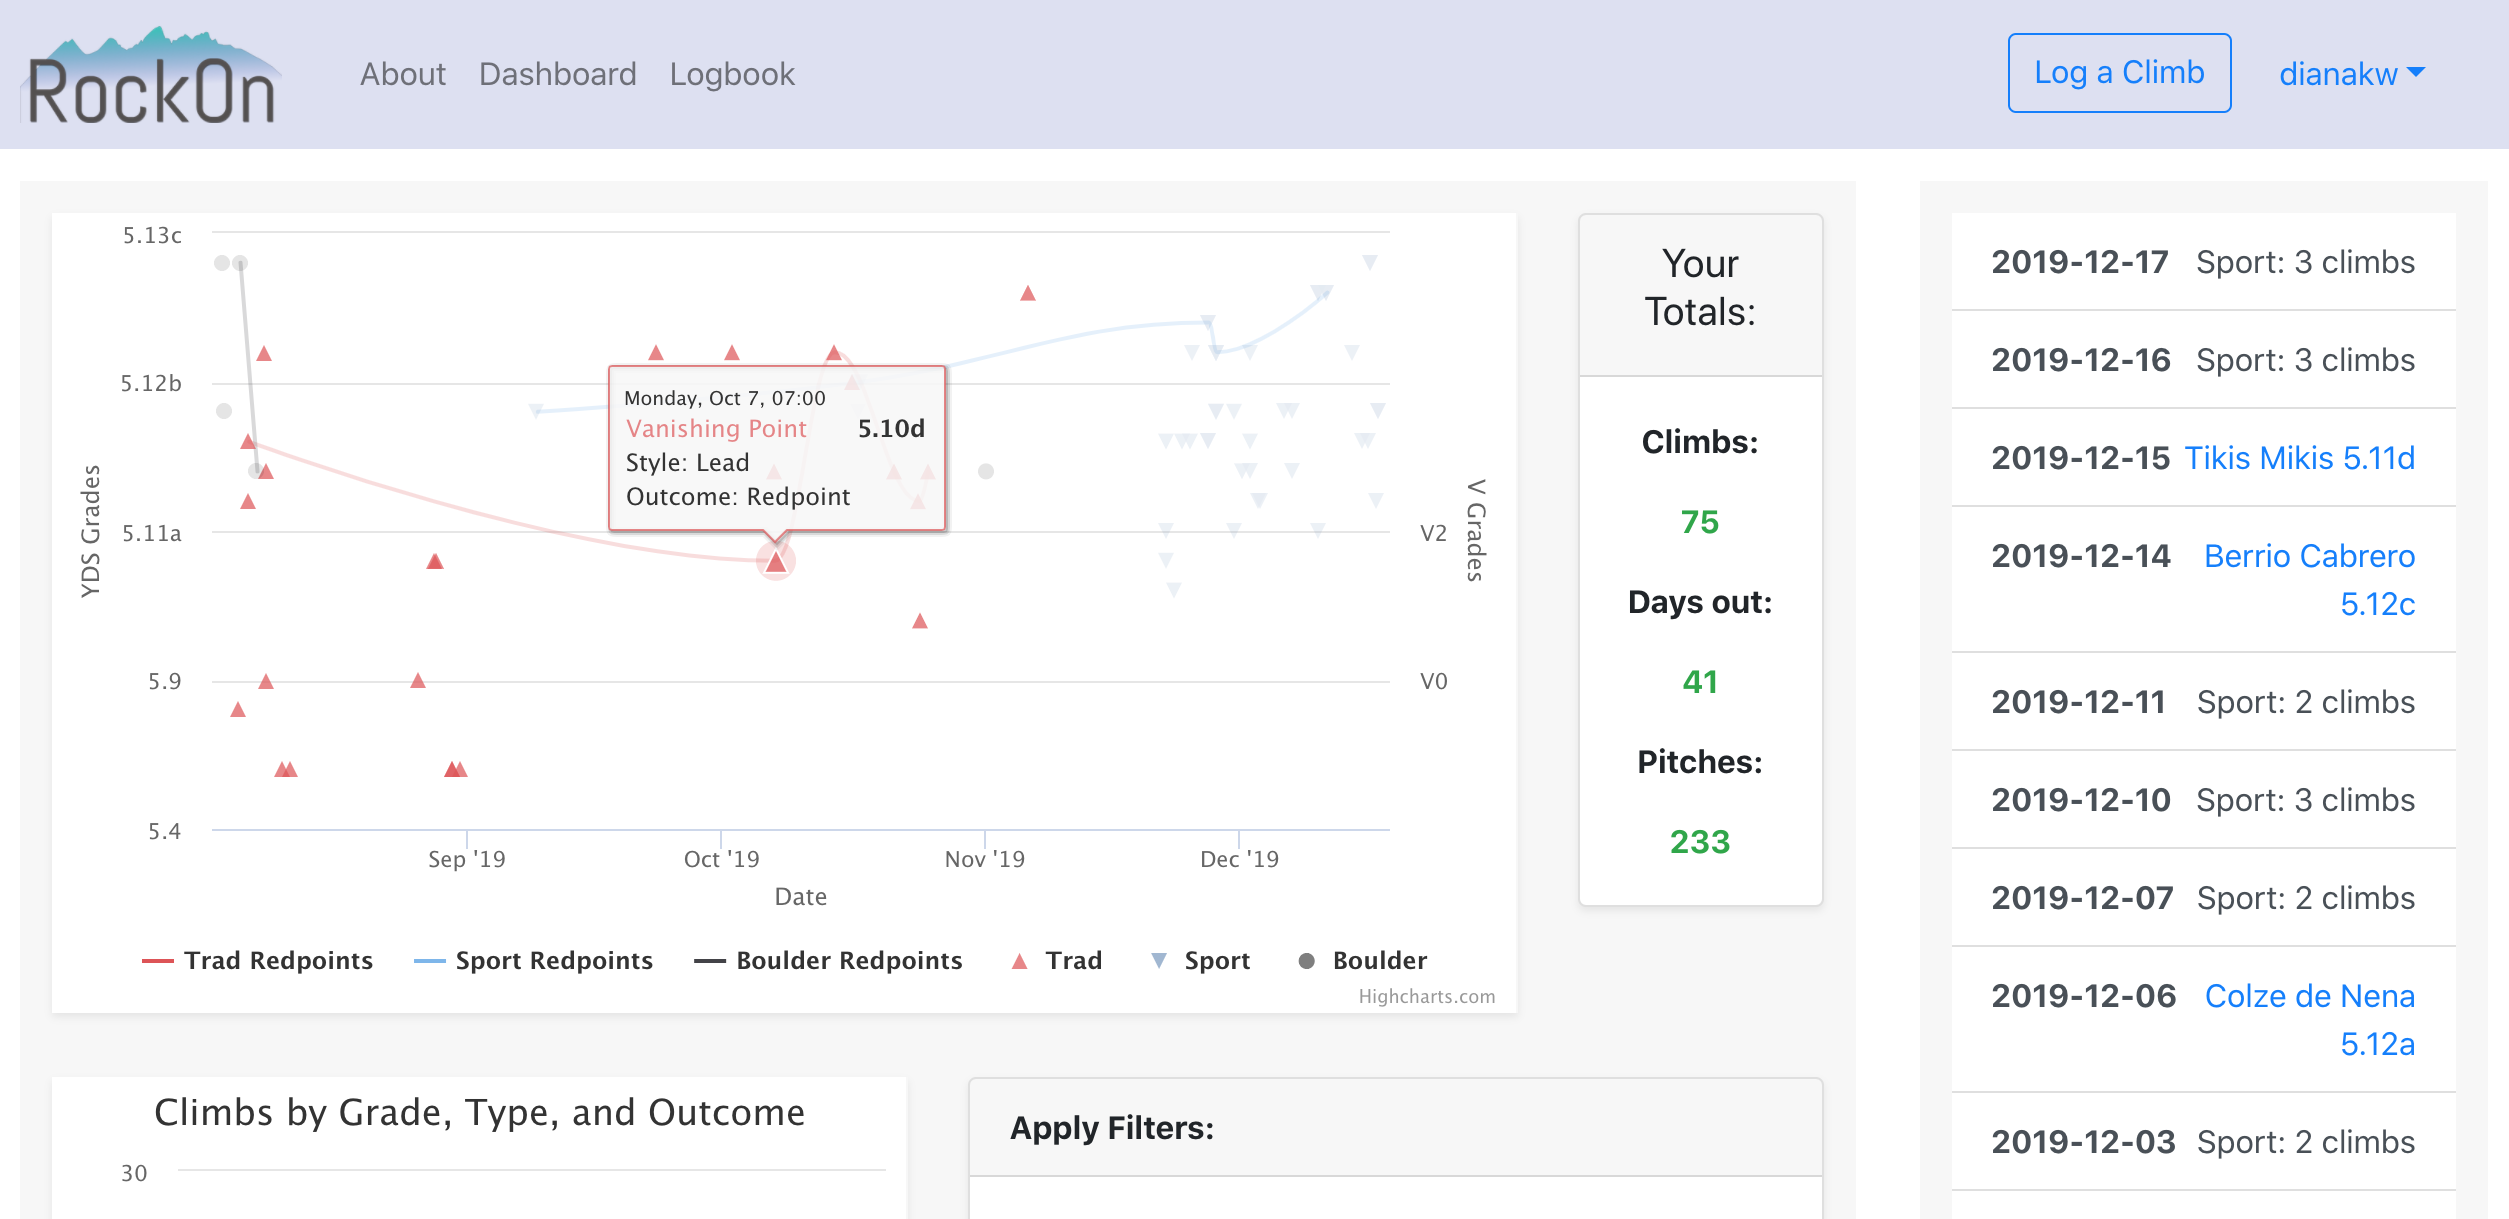 RockOn
About Dashboard Logbook
Log a Climb
dianakw
5.13c
5.12b
5.11a
5.9
5.4
YDS Grades
V2
V0
V Grades
Monday, Oct 7, 07:00
Vanishing Point 5.10d
Style: Lead
Outcome: Redpoint
Sep '19 Oct '19 Nov '19 Dec '19
Date
Trad Redpoints Sport Redpoints Boulder Redpoints Trad Sport Boulder
Highcharts.com
Your
Totals:
Climbs:
75
Days out:
41
Pitches:
233
2019-12-17 Sport: 3 climbs
2019-12-16 Sport: 3 climbs
2019-12-15 Tikis Mikis 5.11d
2019-12-14 Berrio Cabrero
5.12c
2019-12-11 Sport: 2 climbs
2019-12-10 Sport: 3 climbs
2019-12-07 Sport: 2 climbs
2019-12-06 Colze de Nena
5.12a
2019-12-03 Sport: 2 climbs
Climbs by Grade, Type, and Outcome
30
Apply Filters: